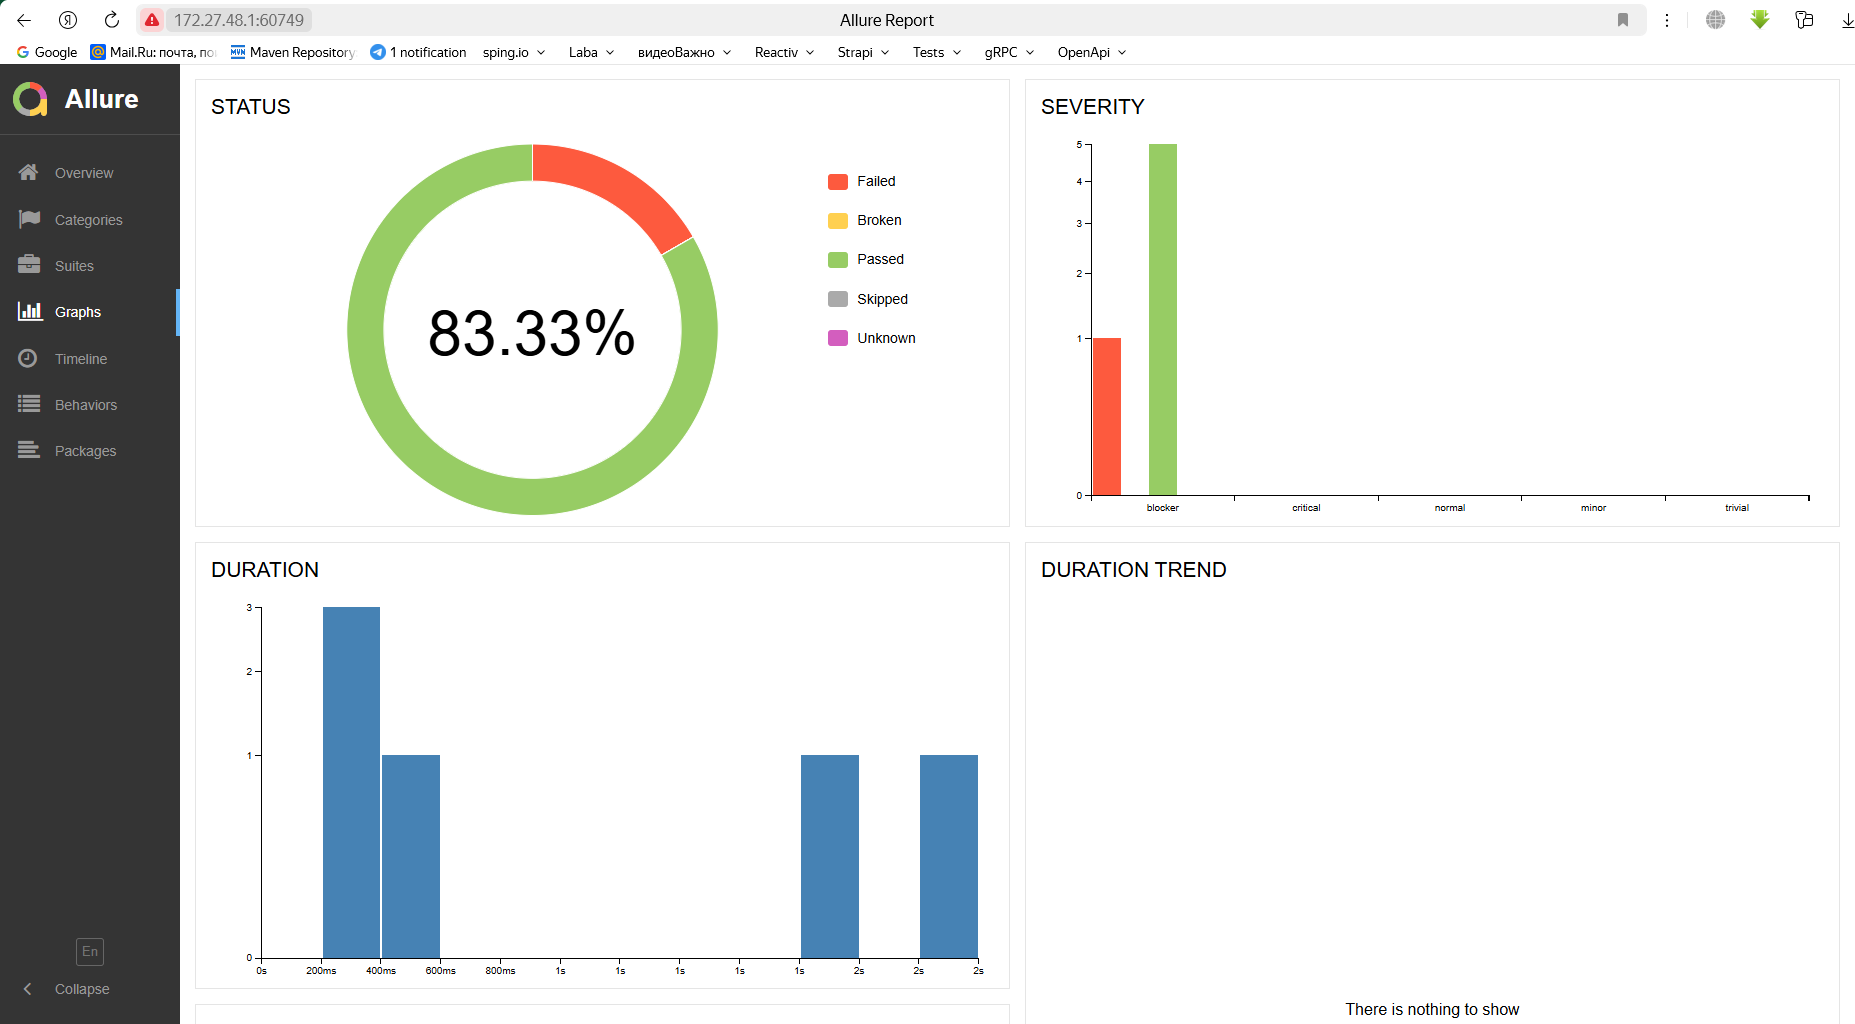 172.27.48.1:60749
Allure Report
Google
Mail.Ru: почта, по
Maven Repository
1 notification
sping.io
Laba
видеоВажно
Reactiv
Strapi
Tests
gRPC
OpenApi
Allure
Overview
Categories
Suites
Graphs
Timeline
Behaviors
Packages
En
Collapse
STATUS
83.33%
Failed
Broken
Passed
Skipped
Unknown
SEVERITY
5
4
3
2
1
0
blocker critical normal minor trivial
DURATION
3
2
1
0
0s 200ms 400ms 600ms 800ms 1s 1s 1s 1s 1s 2s 2s 2s
DURATION TREND
There is nothing to show